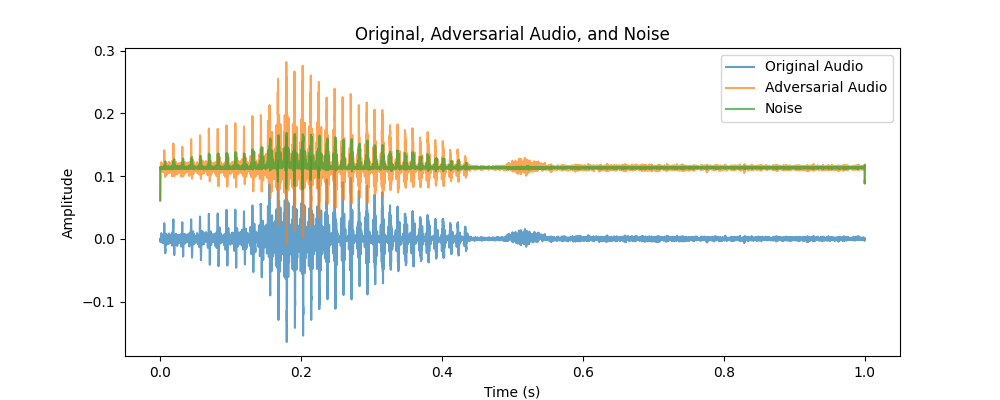 Original, Adversarial Audio, and Noise
Original Audio
Adversarial Audio
Noise
0.3
0.2
0.1
0.0
−0.1
Amplitude
0.0
0.2
0.4
0.6
0.8
1.0
Time (s)